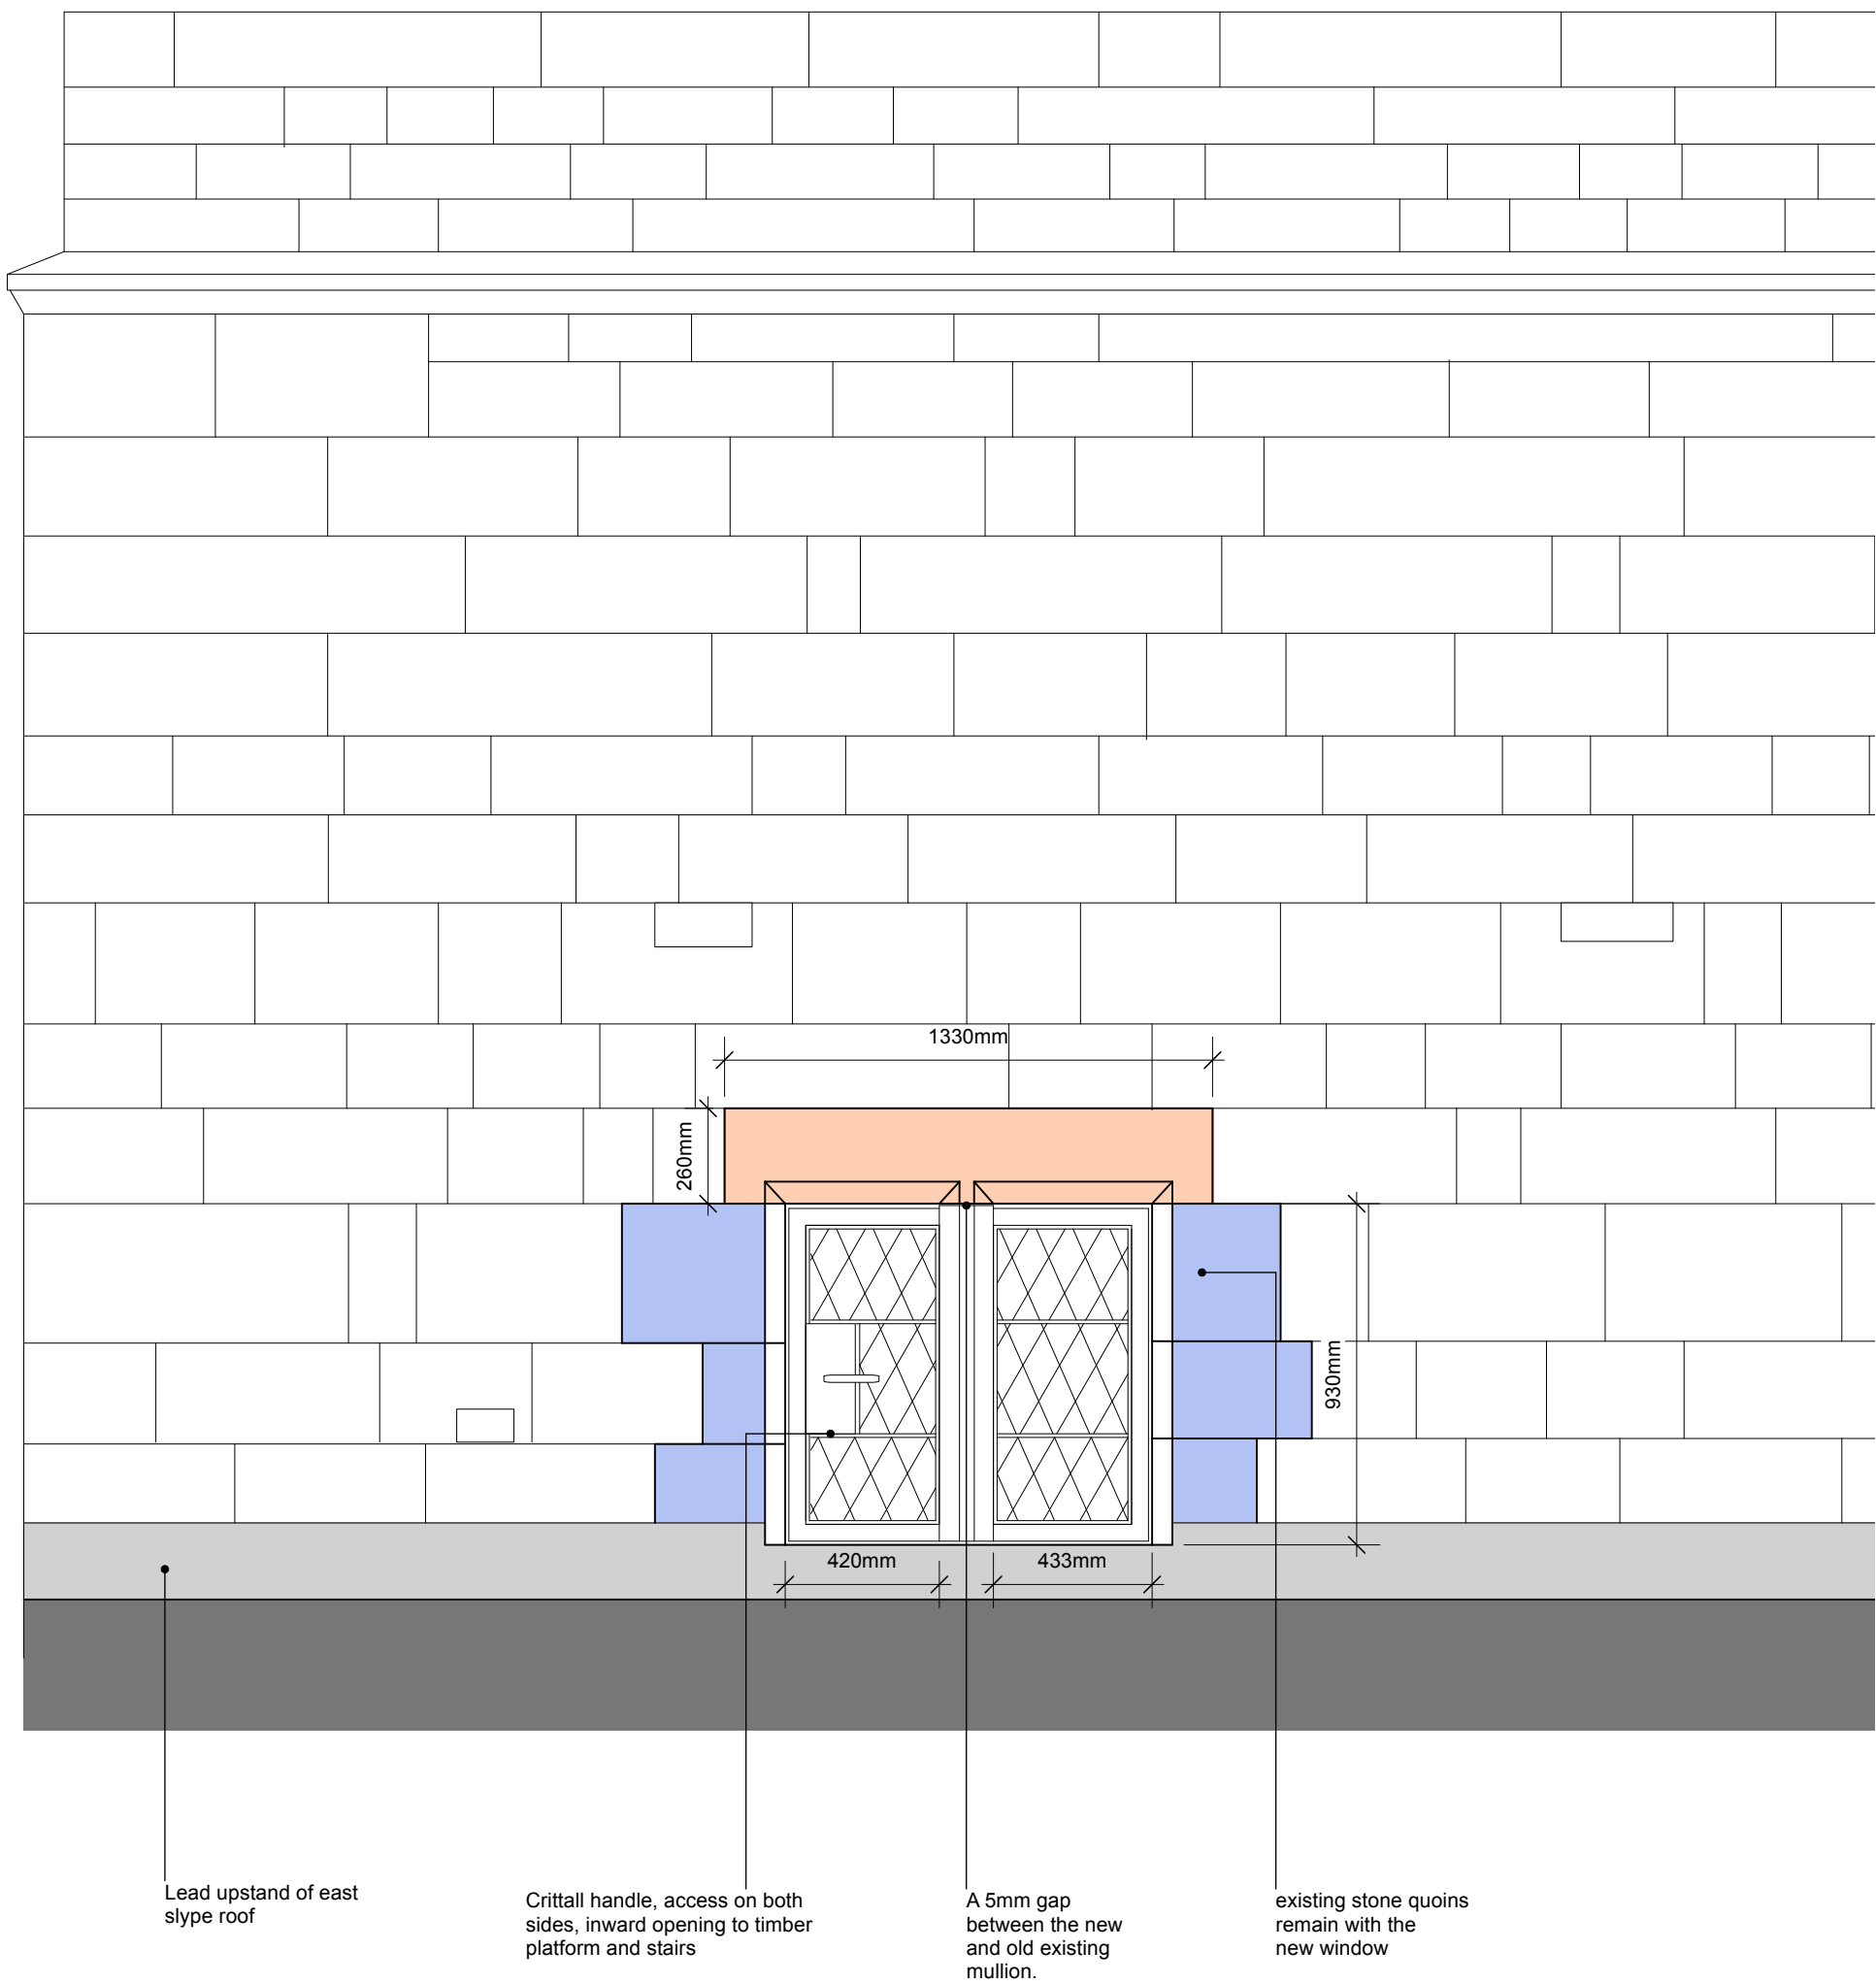 1330mm
260mm
930mm
420mm
433mm
Lead upstand of east
slype roof
Crittall handle, access on both
sides, inward opening to timber
platform and stairs
A 5mm gap
between the new
and old existing
mullion.
existing stone quoins
remain with the
new window